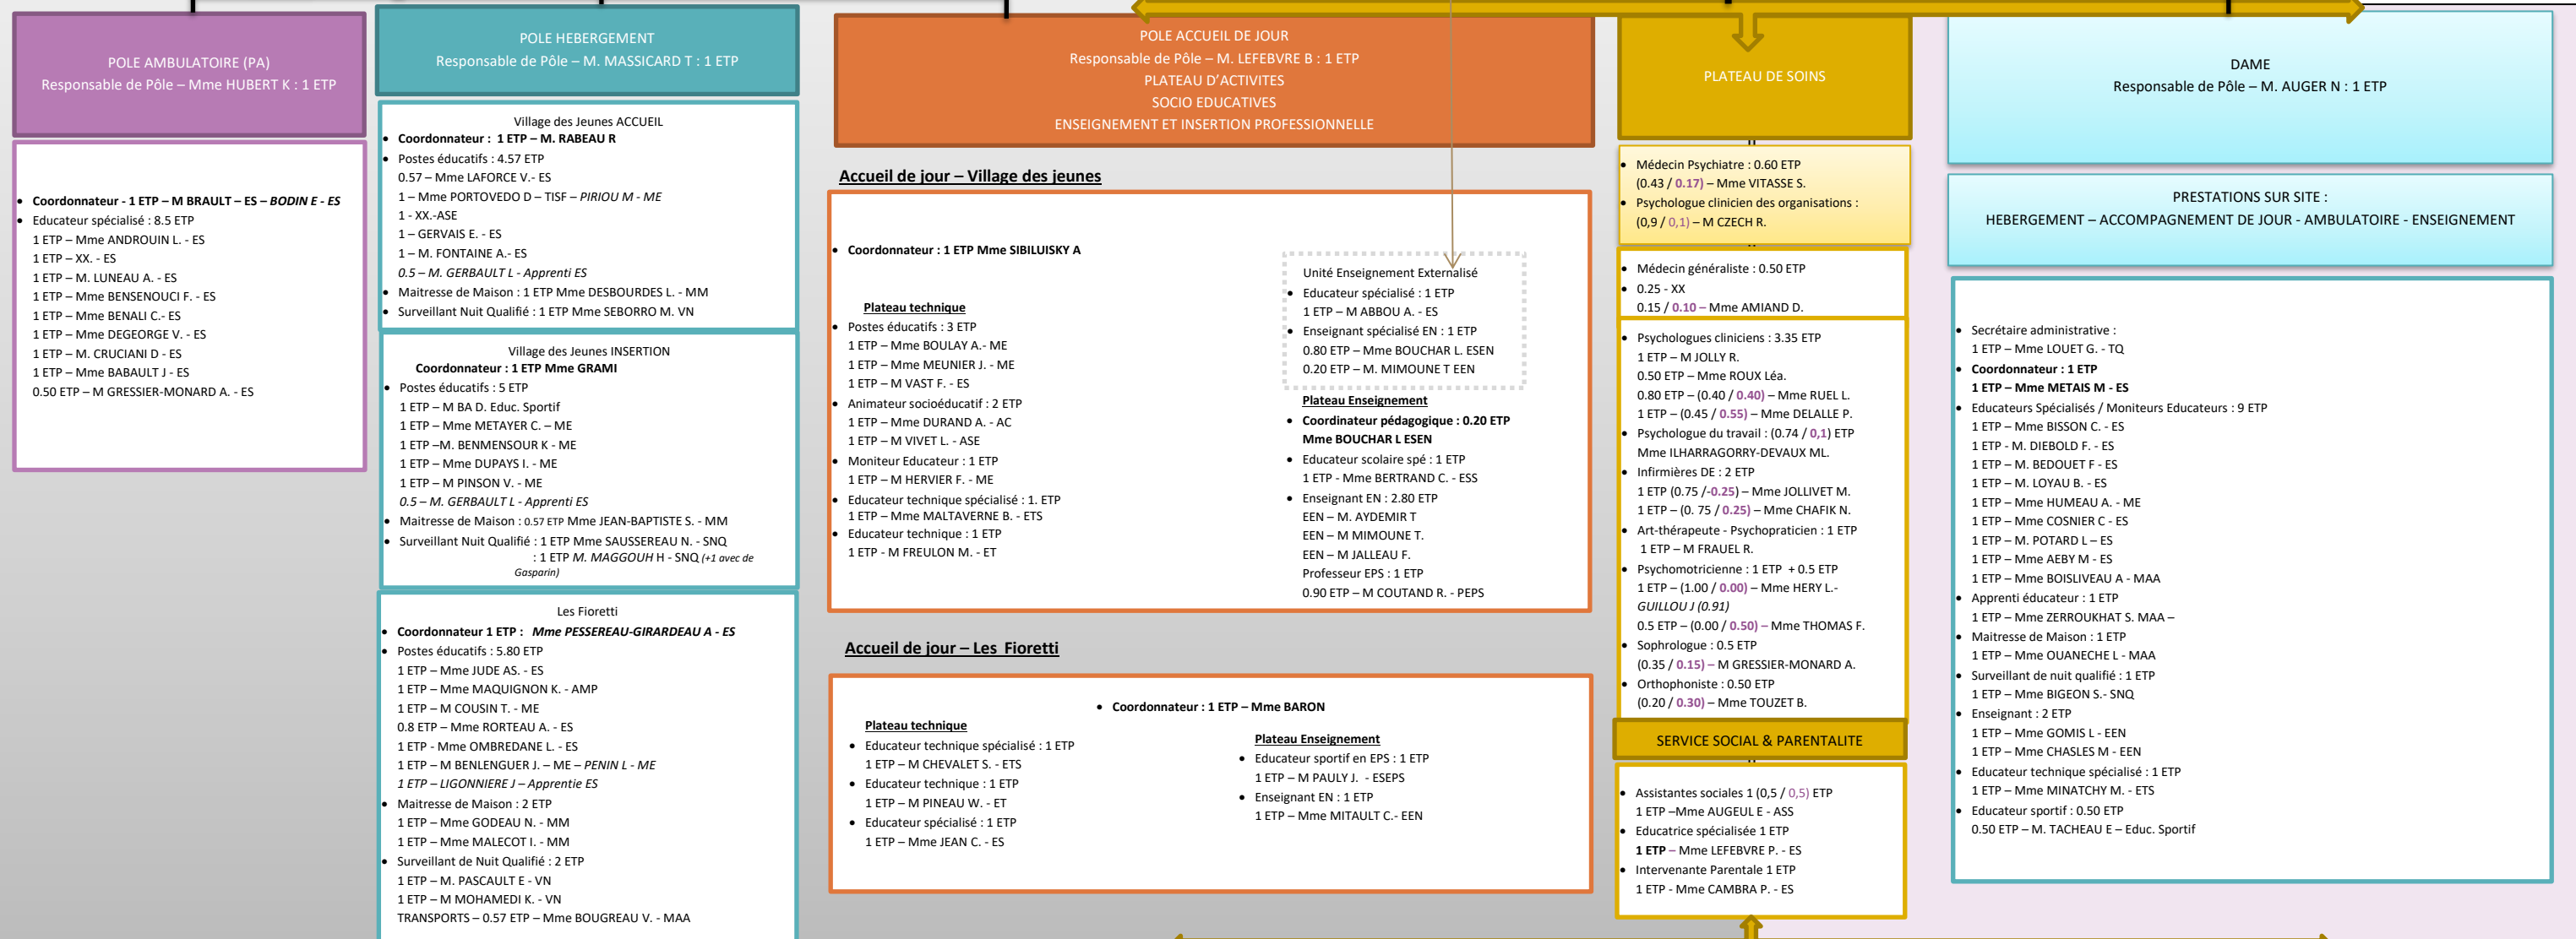 POLE AMBULATOIRE (PA)
Responsable de Pôle – Mme HUBERT K : 1 ETP
• Coordonnateur - 1 ETP – M BRAULT – ES – BODIN E - ES
• Educateur spécialisé : 8.5 ETP
1 ETP – Mme ANDROUIN L. - ES
1 ETP – XX. - ES
1 ETP – M. LUNEAU A. - ES
1 ETP – Mme BENSENOUCI F. - ES
1 ETP – Mme BENALI C.- ES
1 ETP – Mme DEGEORGE V. - ES
1 ETP – M. CRUCIANI D - ES
1 ETP – Mme BABAULT J - ES
0.50 ETP – M GRESSIER-MONARD A. - ES
POLE HEBERGEMENT
Responsable de Pôle – M. MASSICARD T : 1 ETP
Village des Jeunes ACCUEIL
• Coordonnateur : 1 ETP – M. RABEAU R
• Postes éducatifs : 4.57 ETP
0.57 – Mme LAFORCE V.- ES
1 – Mme PORTOVEDO D – TISF – PIRIOU M - ME
1 - XX.-ASE
1 – GERVAIS E. - ES
1 – M. FONTAINE A.- ES
0.5 – M. GERBAULT L - Apprenti ES
• Maitresse de Maison : 1 ETP Mme DESBOURDES L. - MM
• Surveillant Nuit Qualifié : 1 ETP Mme SEBORRO M. VN
Village des Jeunes INSERTION
Coordonnateur : 1 ETP Mme GRAMI
• Postes éducatifs : 5 ETP
1 ETP – M BA D. Educ. Sportif
1 ETP – Mme METAYER C. – ME
1 ETP –M. BENMENSOUR K - ME
1 ETP – Mme DUPAYS I. - ME
1 ETP – M PINSON V. - ME
0.5 – M. GERBAULT L - Apprenti ES
• Maitresse de Maison : 0.57 ETP Mme JEAN-BAPTISTE S. - MM
• Surveillant Nuit Qualifié : 1 ETP Mme SAUSSEREAU N. - SNQ
: 1 ETP M. MAGGOUH H - SNQ (+1 avec de
Gasparin)
Les Fioretti
• Coordonnateur 1 ETP : Mme PESSEREAU-GIRARDEAU A - ES
• Postes éducatifs : 5.80 ETP
1 ETP – Mme JUDE AS. - ES
1 ETP – Mme MAQUIGNON K. - AMP
1 ETP – M COUSIN T. - ME
0.8 ETP – Mme RORTEAU A. - ES
1 ETP - Mme OMBREDANE L. - ES
1 ETP – M BENLENGUER J. – ME – PENIN L - ME
1 ETP – LIGONNIERE J – Apprentie ES
• Maitresse de Maison : 2 ETP
1 ETP – Mme GODEAU N. - MM
1 ETP – Mme MALECOT I. - MM
• Surveillant de Nuit Qualifié : 2 ETP
1 ETP – M. PASCAULT E - VN
1 ETP – M MOHAMEDI K. - VN
TRANSPORTS – 0.57 ETP – Mme BOUGREAU V. - MAA
POLE ACCUEIL DE JOUR
Responsable de Pôle – M. LEFEBVRE B : 1 ETP
PLATEAU D'ACTIVITES
SOCIO EDUCATIVES
ENSEIGNEMENT ET INSERTION PROFESSIONNELLE
Accueil de jour – Village des jeunes
• Coordonnateur : 1 ETP Mme SIBILUISKY A
Plateau technique
• Postes éducatifs : 3 ETP
1 ETP – Mme BOULAY A.- ME
1 ETP – Mme MEUNIER J. - ME
1 ETP – M VAST F. - ES
• Animateur socioéducatif : 2 ETP
1 ETP – Mme DURAND A. - AC
1 ETP – M VIVET L. - ASE
• Moniteur Educateur : 1 ETP
1 ETP – M HERVIER F. - ME
• Educateur technique spécialisé : 1. ETP
1 ETP – Mme MALTAVERNE B. - ETS
• Educateur technique : 1 ETP
1 ETP - M FREULON M. - ET
Unité Enseignement Externalisé
• Educateur spécialisé : 1 ETP
1 ETP – M ABBOU A. - ES
• Enseignant spécialisé EN : 1 ETP
0.80 ETP – Mme BOUCHAR L. ESEN
0.20 ETP – M. MIMOUNE T EEN
Plateau Enseignement
• Coordinateur pédagogique : 0.20 ETP
Mme BOUCHAR L ESEN
• Educateur scolaire spé : 1 ETP
1 ETP - Mme BERTRAND C. - ESS
• Enseignant EN : 2.80 ETP
EEN – M. AYDEMIR T
EEN – M MIMOUNE T.
EEN – M JALLEAU F.
Professeur EPS : 1 ETP
0.90 ETP – M COUTAND R. - PEPS
Accueil de jour – Les Fioretti
• Coordonnateur : 1 ETP – Mme BARON
Plateau technique
• Educateur technique spécialisé : 1 ETP
1 ETP – M CHEVALET S. - ETS
• Educateur technique : 1 ETP
1 ETP – M PINEAU W. - ET
• Educateur spécialisé : 1 ETP
1 ETP – Mme JEAN C. - ES
Plateau Enseignement
• Educateur sportif en EPS : 1 ETP
1 ETP – M PAULY J. - ESEPS
• Enseignant EN : 1 ETP
1 ETP – Mme MITAULT C.- EEN
PLATEAU DE SOINS
• Médecin Psychiatre : 0.60 ETP
(0.43 / 0.17) – Mme VITASSE S.
• Psychologue clinicien des organisations :
(0,9 / 0,1) – M CZECH R.
• Médecin généraliste : 0.50 ETP
• 0.25 - XX
0.15 / 0.10 – Mme AMIAND D.
• Psychologues cliniciens : 3.35 ETP
1 ETP – M JOLLY R.
0.50 ETP – Mme ROUX Léa.
0.80 ETP – (0.40 / 0.40) – Mme RUEL L.
1 ETP – (0.45 / 0.55) – Mme DELALLE P.
• Psychologue du travail : (0.74 / 0,1) ETP
Mme ILHARRAGORRY-DEVAUX ML.
• Infirmières DE : 2 ETP
1 ETP (0.75 /-0.25) – Mme JOLLIVET M.
1 ETP – (0. 75 / 0.25) – Mme CHAFIK N.
• Art-thérapeute - Psychopraticien : 1 ETP
1 ETP – M FRAUEL R.
• Psychomotricienne : 1 ETP + 0.5 ETP
1 ETP – (1.00 / 0.00) – Mme HERY L.-
GUILLOU J (0.91)
0.5 ETP – (0.00 / 0.50) – Mme THOMAS F.
• Sophrologue : 0.5 ETP
(0.35 / 0.15) – M GRESSIER-MONARD A.
• Orthophoniste : 0.50 ETP
(0.20 / 0.30) – Mme TOUZET B.
SERVICE SOCIAL & PARENTALITE
• Assistantes sociales 1 (0,5 / 0,5) ETP
1 ETP –Mme AUGEUL E - ASS
• Educatrice spécialisée 1 ETP
1 ETP – Mme LEFEBVRE P. - ES
• Intervenante Parentale 1 ETP
1 ETP - Mme CAMBRA P. - ES
DAME
Responsable de Pôle – M. AUGER N : 1 ETP
PRESTATIONS SUR SITE :
HEBERGEMENT – ACCOMPAGNEMENT DE JOUR - AMBULATOIRE - ENSEIGNEMENT
• Secrétaire administrative :
1 ETP – Mme LOUET G. - TQ
• Coordonnateur : 1 ETP
1 ETP – Mme METAIS M - ES
• Educateurs Spécialisés / Moniteurs Educateurs : 9 ETP
1 ETP – Mme BISSON C. - ES
1 ETP - M. DIEBOLD F. - ES
1 ETP – M. BEDOUET F - ES
1 ETP – M. LOYAU B. - ES
1 ETP – Mme HUMEAU A. - ME
1 ETP – Mme COSNIER C - ES
1 ETP – M. POTARD L – ES
1 ETP – Mme AEBY M - ES
1 ETP – Mme BOISLIVEAU A - MAA
• Apprenti éducateur : 1 ETP
1 ETP – Mme ZERROUKHAT S. MAA –
• Maitresse de Maison : 1 ETP
1 ETP – Mme OUANECHE L - MAA
• Surveillant de nuit qualifié : 1 ETP
1 ETP – Mme BIGEON S.- SNQ
• Enseignant : 2 ETP
1 ETP – Mme GOMIS L - EEN
1 ETP – Mme CHASLES M - EEN
• Educateur technique spécialisé : 1 ETP
1 ETP – Mme MINATCHY M. - ETS
• Educateur sportif : 0.50 ETP
0.50 ETP – M. TACHEAU E – Educ. Sportif